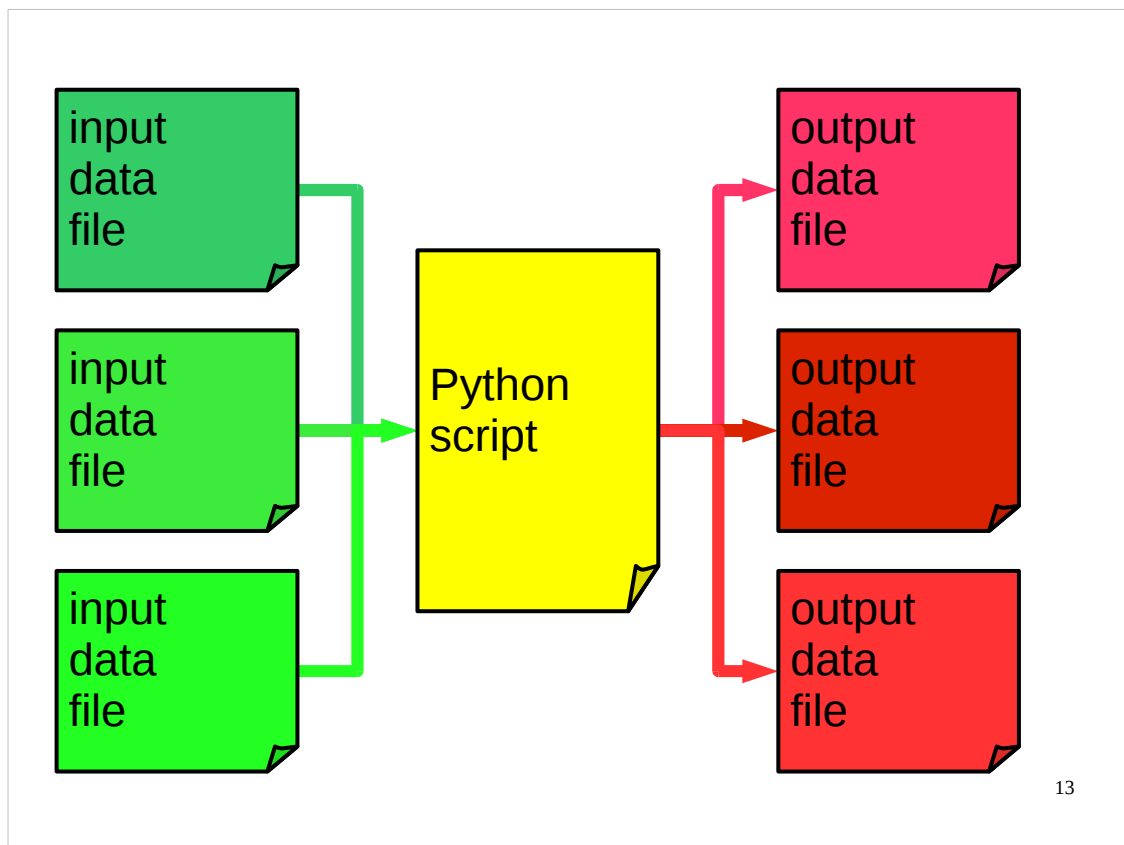 input
data
file
input
data
file
input
data
file
Python
script
output
data
file
output
data
file
output
data
file
13